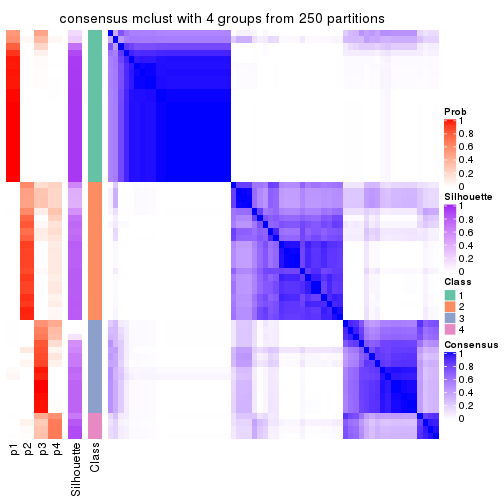 consensus mclust with 4 groups from 250 partitions
Prob
1
0.8
0.6
0.4
0.2
0
Silhouette
1
0.8
0.6
0.4
0.2
0
Class
1
2
3
4
Consensus
1
0.8
0.6
0.4
0.2
0
p1
p2
p3
p4
Silhouette
Class